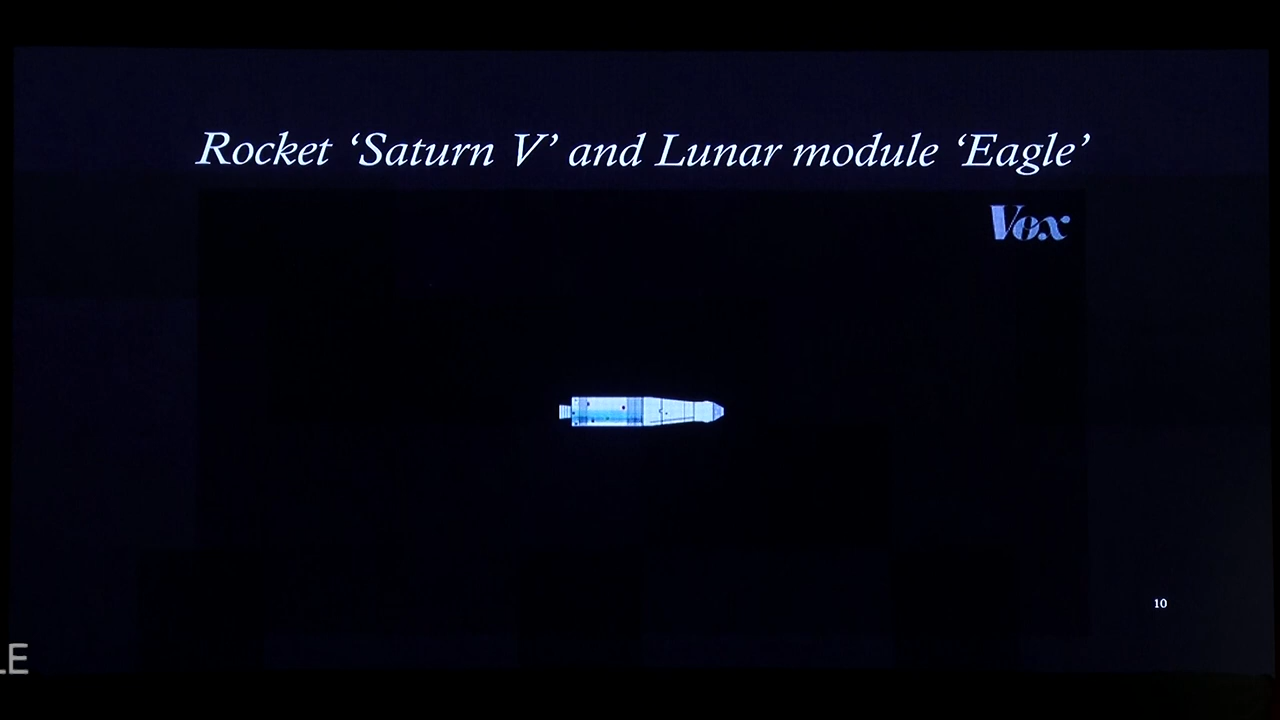 Rocket ‘Saturn V’ and Lunar module ‘Eagle’
Vox
10
LE